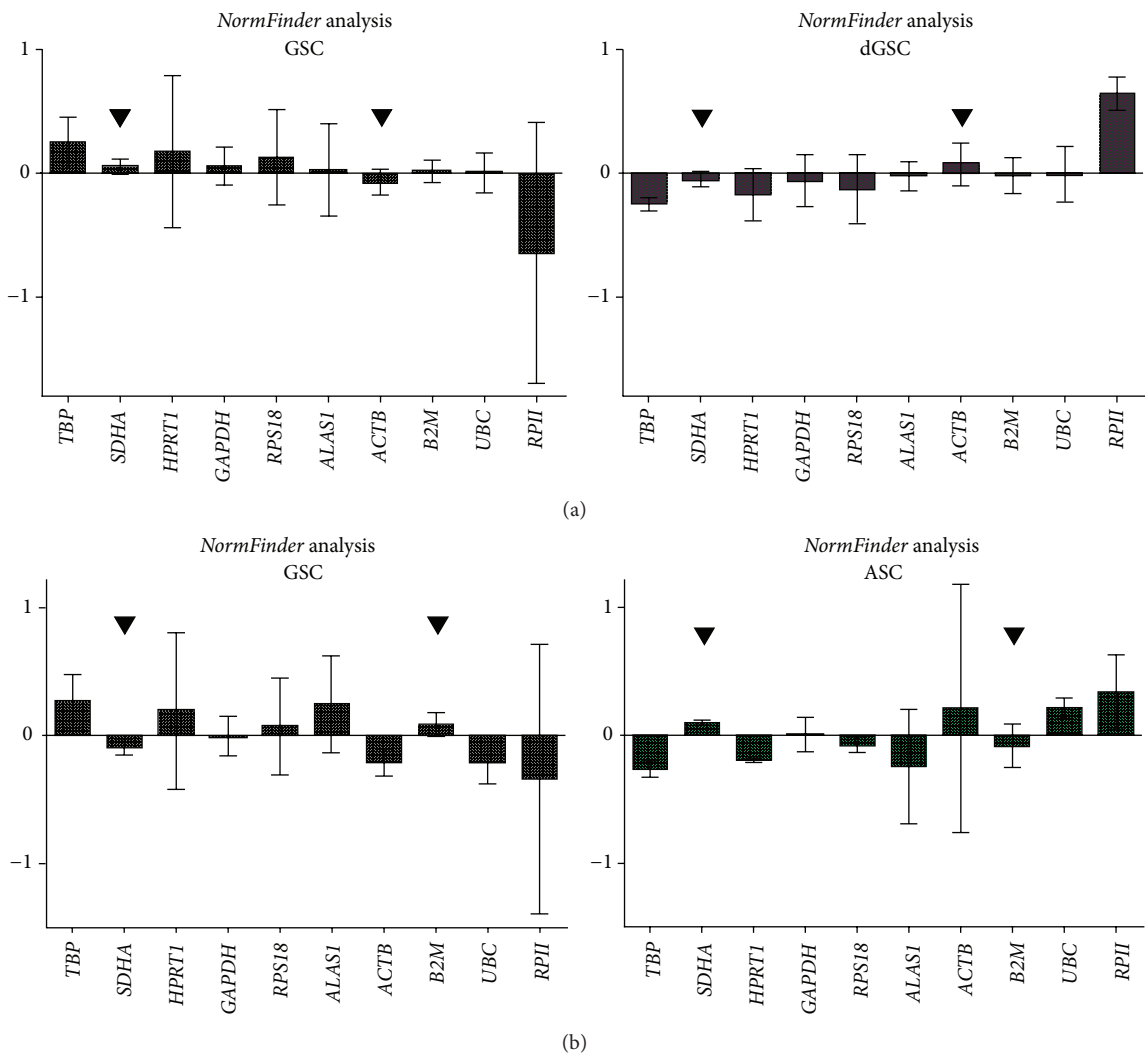 NormFinder analysis
GSC
1
0
−1
TBP
SDHA
HPRT1
GAPDH
RPS18
ALAS1
ACTB
B2M
UBC
RPII
NormFinder analysis
dGSC
1
0
−1
TBP
SDHA
HPRT1
GAPDH
RPS18
ALAS1
ACTB
B2M
UBC
RPII
(a)
NormFinder analysis
GSC
1
0
−1
TBP
SDHA
HPRT1
GAPDH
RPS18
ALAS1
ACTB
B2M
UBC
RPII
NormFinder analysis
ASC
1
0
−1
TBP
SDHA
HPRT1
GAPDH
RPS18
ALAS1
ACTB
B2M
UBC
RPII
(b)